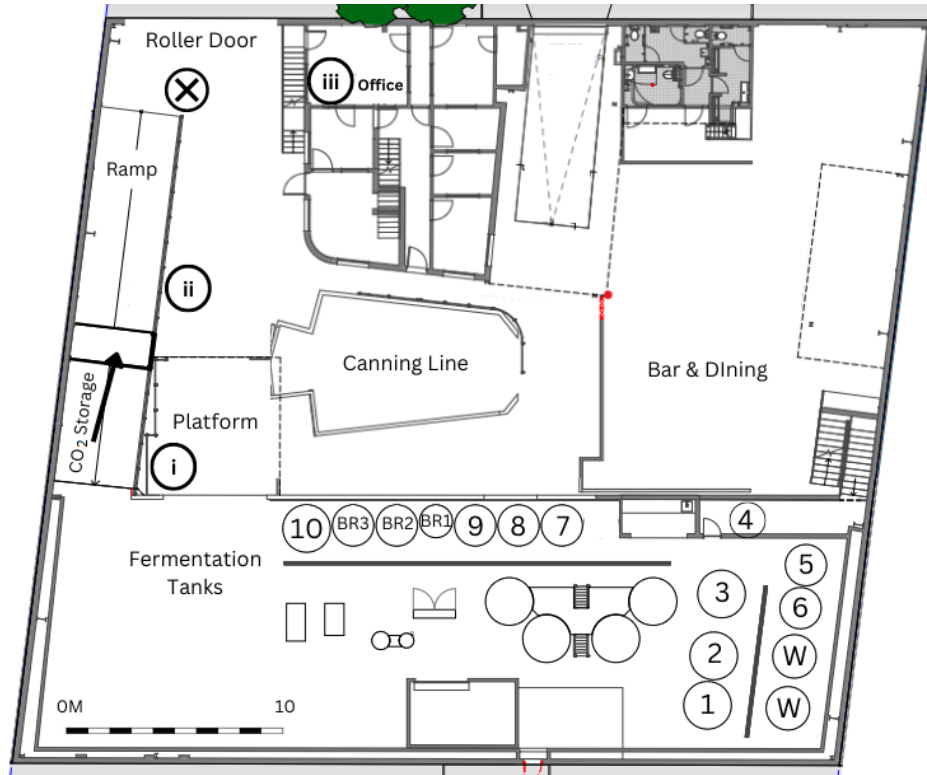 Roller Door
iii
Office
Ramp
ii
Canning Line
Bar & DIning
CO₂ Storage
Platform
i
10
BR3
BR2
BR1
9
8
7
4
Fermentation
Tanks
5
3
6
2
W
1
W
0M
10